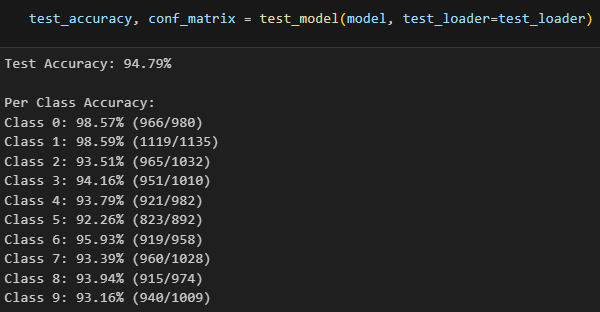 test_accuracy, conf_matrix = test_model(model, test_loader=test_loader)
Test Accuracy: 94.79%
Per Class Accuracy:
Class 0: 98.57% (966/980)
Class 1: 98.59% (1119/1135)
Class 2: 93.51% (965/1032)
Class 3: 94.16% (951/1010)
Class 4: 93.79% (921/982)
Class 5: 92.26% (823/892)
Class 6: 95.93% (919/958)
Class 7: 93.39% (960/1028)
Class 8: 93.94% (915/974)
Class 9: 93.16% (940/1009)